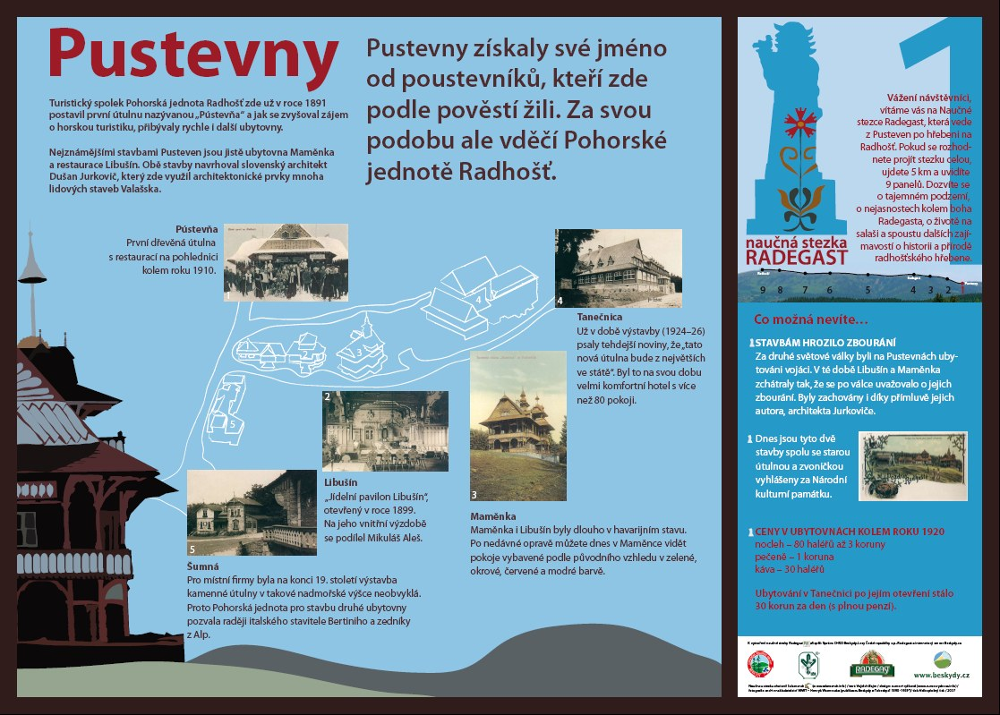 Pustevny
Turistický spolek Pohorská jednota Radhošť zde už v roce 1891
postavil první útulnu nazývanou „Pústevňa“ a jak se zvyšoval zájem
o horskou turistiku, přibývaly rychle i další ubytovny.
Nejznámějšími stavbami Pusteven jsou jistě ubytovna Maměnka
a restaurace Libušín. Obě stavby navrhoval slovenský architekt
Dušan Jurkovič, který zde využil architektonické prvky mnoha
lidových staveb Valašska.
Pustevny získaly své jméno
od poustevníků, kteří zde
podle pověstí žili. Za svou
podobu ale vděčí Pohorské
jednotě Radhošť.
Pústevňa
První dřevěná útulna
s restaurací na pohlednici
kolem roku 1910.
1
4
3
5
4
Tanečnica
Už v době výstavby (1924–26)
psaly tehdejší noviny, že „tato
nová útulna bude z největších
ve státě“. Byl to na svou dobu
velmi komfortní hotel s více
než 80 pokoji.
2
Libušín
„Jídelní pavilon Libušín“,
otevřený v roce 1899.
Na jeho vnitřní výzdobě
se podílel Mikuláš Aleš.
3
Maměnka
Maměnka i Libušín byly dlouho v havarijním stavu.
Po nedávné opravě můžete dnes v Maměnce vidět
pokoje vybavené podle původního vzhledu v zelené,
okrové, červené a modré barvě.
5
Šumná
Pro místní firmy byla na konci 19. století výstavba
kamenné útulny v takové nadmořské výšce neobvyklá.
Proto Pohorská jednota pro stavbu druhé ubytovny
pozvala raději italského stavitele Bertiniho a zedníky
z Alp.
1
Vážení návštěvníci,
vítáme vás na Naučné
stezce Radegast, která vede
z Pusteven po hřebeni na
Radhošť. Pokud se rozhod-
nete projít stezku celou,
ujdete 5 km a uvidíte
9 panelů. Dozvíte se
o tajemném podzemí,
o nejasnostech kolem boha
Radegasta, o životě na
salaši a spoustu dalších zají-
mavostí o historii a přírodě
radhošťského hřebene.
naučná stezka
RADEGAST
9 8 7 6 5 4 3 2 1
Co možná nevíte…
1 STAVBÁM HROZILO ZBOURÁNÍ
Za druhé světové války byli na Pustevnách uby-
továni vojáci. V té době Libušín a Maměnka
zchátraly tak, že se po válce uvažovalo o jejich
zbourání. Byly zachovány i díky přímluvě jejich
autora, architekta Jurkoviče.
1 Dnes jsou tyto dvě
stavby spolu se starou
útulnou a zvoničkou
vyhlášeny za Národní
kulturní památku.
1 CENY V UBYTOVNÁCH KOLEM ROKU 1920
nocleh – 80 haléřů až 3 koruny
pečeně – 1 koruna
káva – 30 haléřů
Ubytování v Tanečnici po jejím otevření stálo
30 korun za den (s plnou penzí).
RADEGAST
www.beskydy.cz